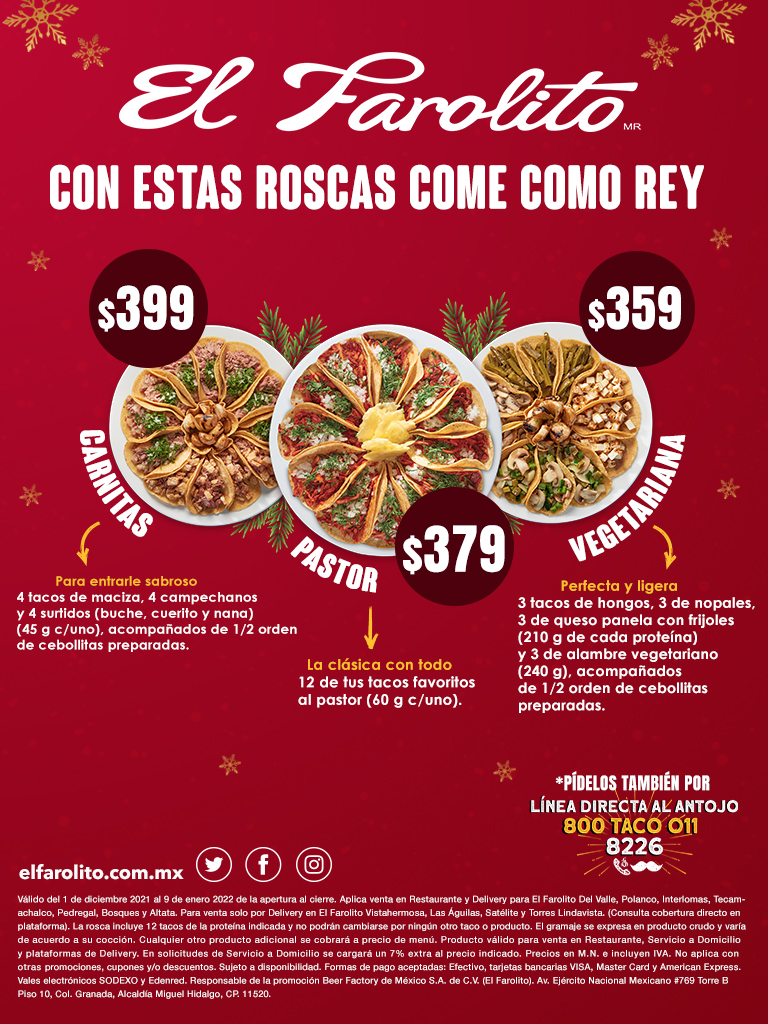 El Farolito MR
CON ESTAS ROSCAS COME COMO REY
$399
$359
$379
CARNITAS
PASTOR
VEGETARIANA
Para entrarle sabroso
4 tacos de maciza, 4 campechanos
y 4 surtidos (buche, cuerito y nana)
(45 g c/uno), acompañados de 1/2 orden
de cebollitas preparadas.
La clásica con todo
12 de tus tacos favoritos
al pastor (60 g c/uno).
Perfecta y ligera
3 tacos de hongos, 3 de nopales,
3 de queso panela con frijoles
(210 g de cada proteína)
y 3 de alambre vegetariano
(240 g), acompañados
de 1/2 orden de cebollitas
preparadas.
*PÍDELOS TAMBIÉN POR
LÍNEA DIRECTA AL ANTOJO
800 TACO 011
8226
elfarolito.com.mx
Válido del 1 de diciembre 2021 al 9 de enero 2022 de la apertura al cierre. Aplica venta en Restaurante y Delivery para El Farolito Del Valle, Polanco, Interlomas, Tecam-
achalco, Pedregal, Bosques y Altata. Para venta solo por Delivery en El Farolito Vistahermosa, Las Águilas, Satélite y Torres Lindavista. (Consulta cobertura directo en
plataforma). La rosca incluye 12 tacos de la proteína indicada y no podrán cambiarse por ningún otro taco o producto. El gramaje se expresa en producto crudo y varía
de acuerdo a su cocción. Cualquier otro producto adicional se cobrará a precio de menú. Producto válido para venta en Restaurante, Servicio a Domicilio
y plataformas de Delivery. En solicitudes de Servicio a Domicilio se cargará un 7% extra al precio indicado. Precios en M.N. e incluyen IVA. No aplica con
otras promociones, cupones y/o descuentos. Sujeto a disponibilidad. Formas de pago aceptadas: Efectivo, tarjetas bancarias VISA, Master Card y American Express.
Vales electrónicos SODEXO y Edenred. Responsable de la promoción Beer Factory de México S.A. de C.V. (El Farolito). Av. Ejército Nacional Mexicano #769 Torre B
Piso 10, Col. Granada, Alcaldía Miguel Hidalgo, CP. 11520.